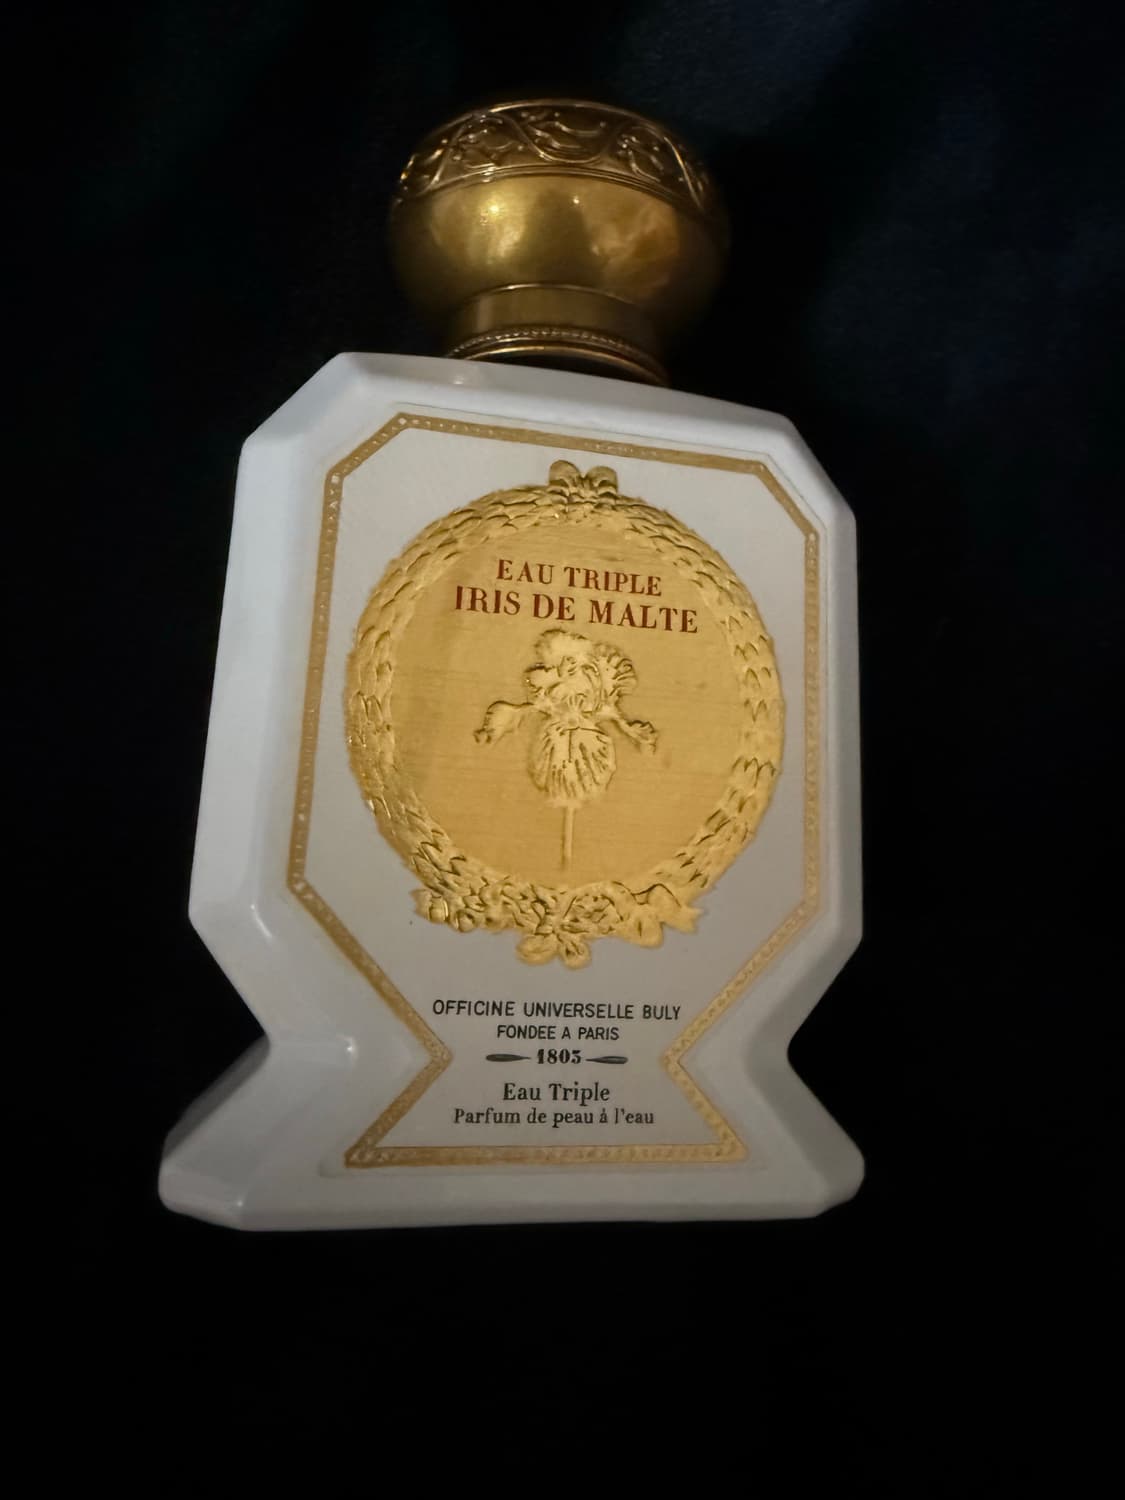 EAU TRIPLE
IRIS DE MALTE
OFFICINE UNIVERSELLE BULY
FONDEE A PARIS
1803
Eau Triple
Parfum de peau à l'eau